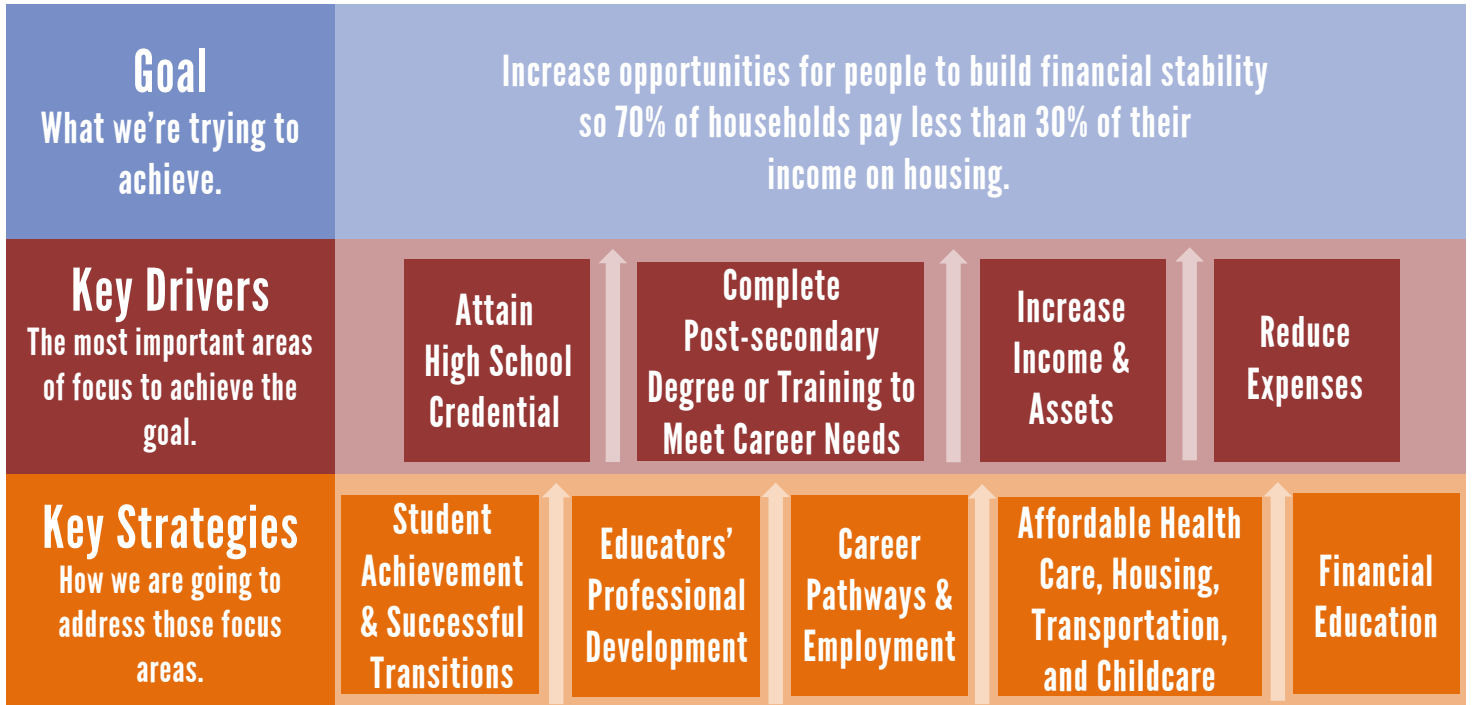 Goal
What we're trying to
achieve.
Increase opportunities for people to build financial stability
so 70% of households pay less than 30% of their
income on housing.
Key Drivers
The most important areas
of focus to achieve the
goal.
Attain
High School
Credential
Complete
Post-secondary
Degree or Training to
Meet Career Needs
Increase
Income &
Assets
Reduce
Expenses
Key Strategies
How we are going to
address those focus
areas.
Student
Achievement
& Successful
Transitions
Educators'
Professional
Development
Career
Pathways &
Employment
Affordable Health
Care, Housing,
Transportation,
and Childcare
Financial
Education